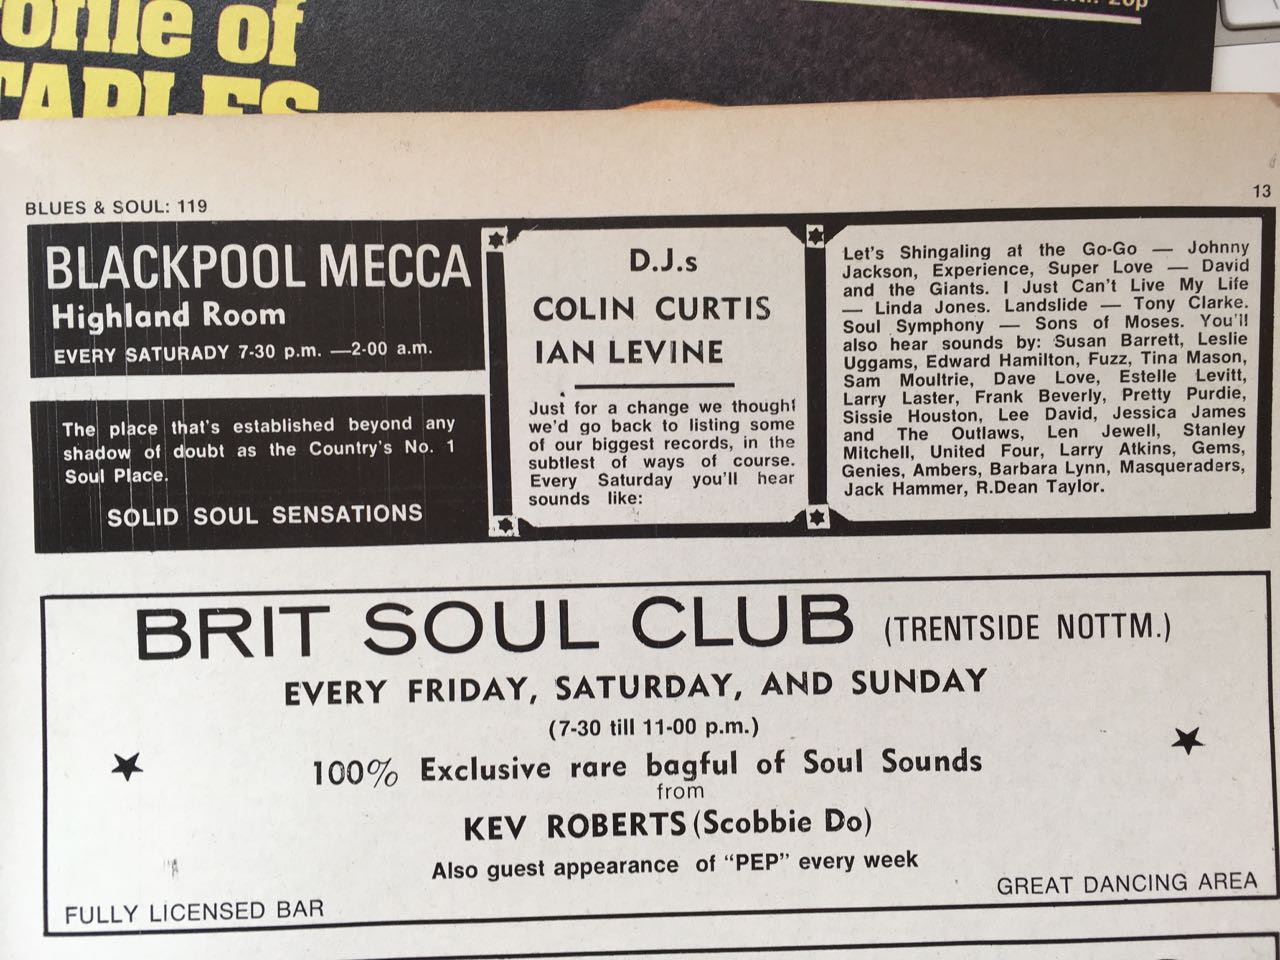 ofile of
BLUES & SOUL: 119
13
BLACKPOOL MECCA
Highland Room
EVERY SATURADY 7-30 p.m. —2-00 a.m.
The place that's established beyond any
shadow of doubt as the Country's No. 1
Soul Place.
SOLID SOUL SENSATIONS
D.J.s
COLIN CURTIS
IAN LEVINE
Just for a change we thought
we'd go back to listing some
of our biggest records, in the
subtlest of ways of course.
Every Saturday you'll hear
sounds like:
Let's Shingaling at the Go-Go — Johnny
Jackson, Experience, Super Love — David
and the Giants. I Just Can't Live My Life
— Linda Jones. Landslide — Tony Clarke.
Soul Symphony — Sons of Moses. You'll
also hear sounds by: Susan Barrett, Leslie
Uggams, Edward Hamilton, Fuzz, Tina Mason,
Sam Moultrie, Dave Love, Estelle Levitt,
Larry Laster, Frank Beverly, Pretty Purdie,
Sissie Houston, Lee David, Jessica James
and The Outlaws, Len Jewell, Stanley
Mitchell, United Four, Larry Atkins, Gems,
Genies, Ambers, Barbara Lynn, Masqueraders,
Jack Hammer, R.Dean Taylor.
BRIT SOUL CLUB (TRENTSIDE NOTTM.)
EVERY FRIDAY, SATURDAY, AND SUNDAY
(7-30 till 11-00 p.m.)
100% Exclusive rare bagful of Soul Sounds
from
KEV ROBERTS (Scobbie Do)
Also guest appearance of "PEP" every week
FULLY LICENSED BAR
GREAT DANCING AREA